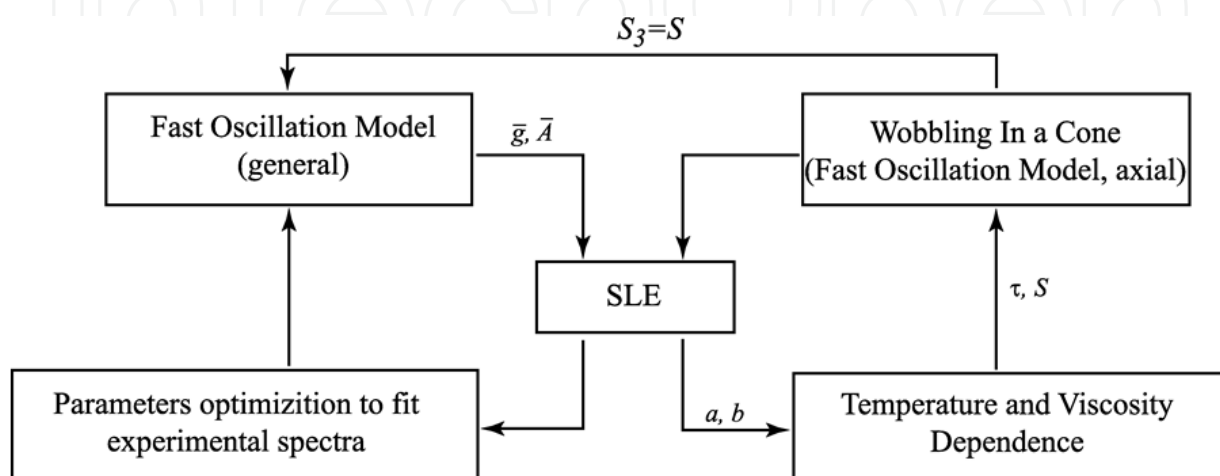 S₃=S
Fast Oscillation Model
(general)
g̅, A̅
Wobbling In a Cone
(Fast Oscillation Model, axial)
SLE
τ, S
Parameters optimizition to fit
experimental spectra
a, b
Temperature and Viscosity
Dependence